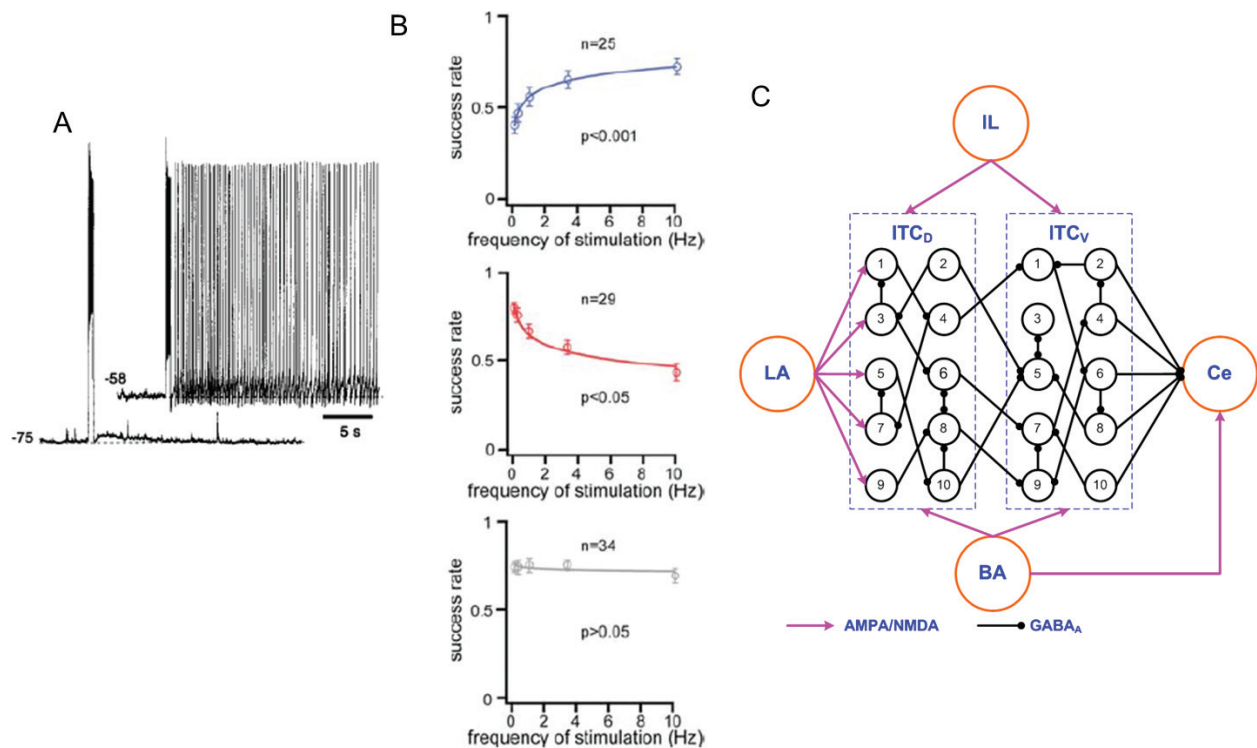 A
-58
-75
5 s
B
1
n=25
success rate
0.5
p<0.001
0
0 2 4 6 8 10
frequency of stimulation (Hz)
1
n=29
success rate
0.5
p<0.05
0
0 2 4 6 8 10
frequency of stimulation (Hz)
1
n=34
success rate
0.5
p>0.05
0
0 2 4 6 8 10
frequency of stimulation (Hz)
C
IL
ITCD
ITCV
1 2 1 2
3 4 3 4
5 6 5 6
7 8 7 8
9 10 9 10
LA
Ce
BA
AMPA/NMDA
GABAA